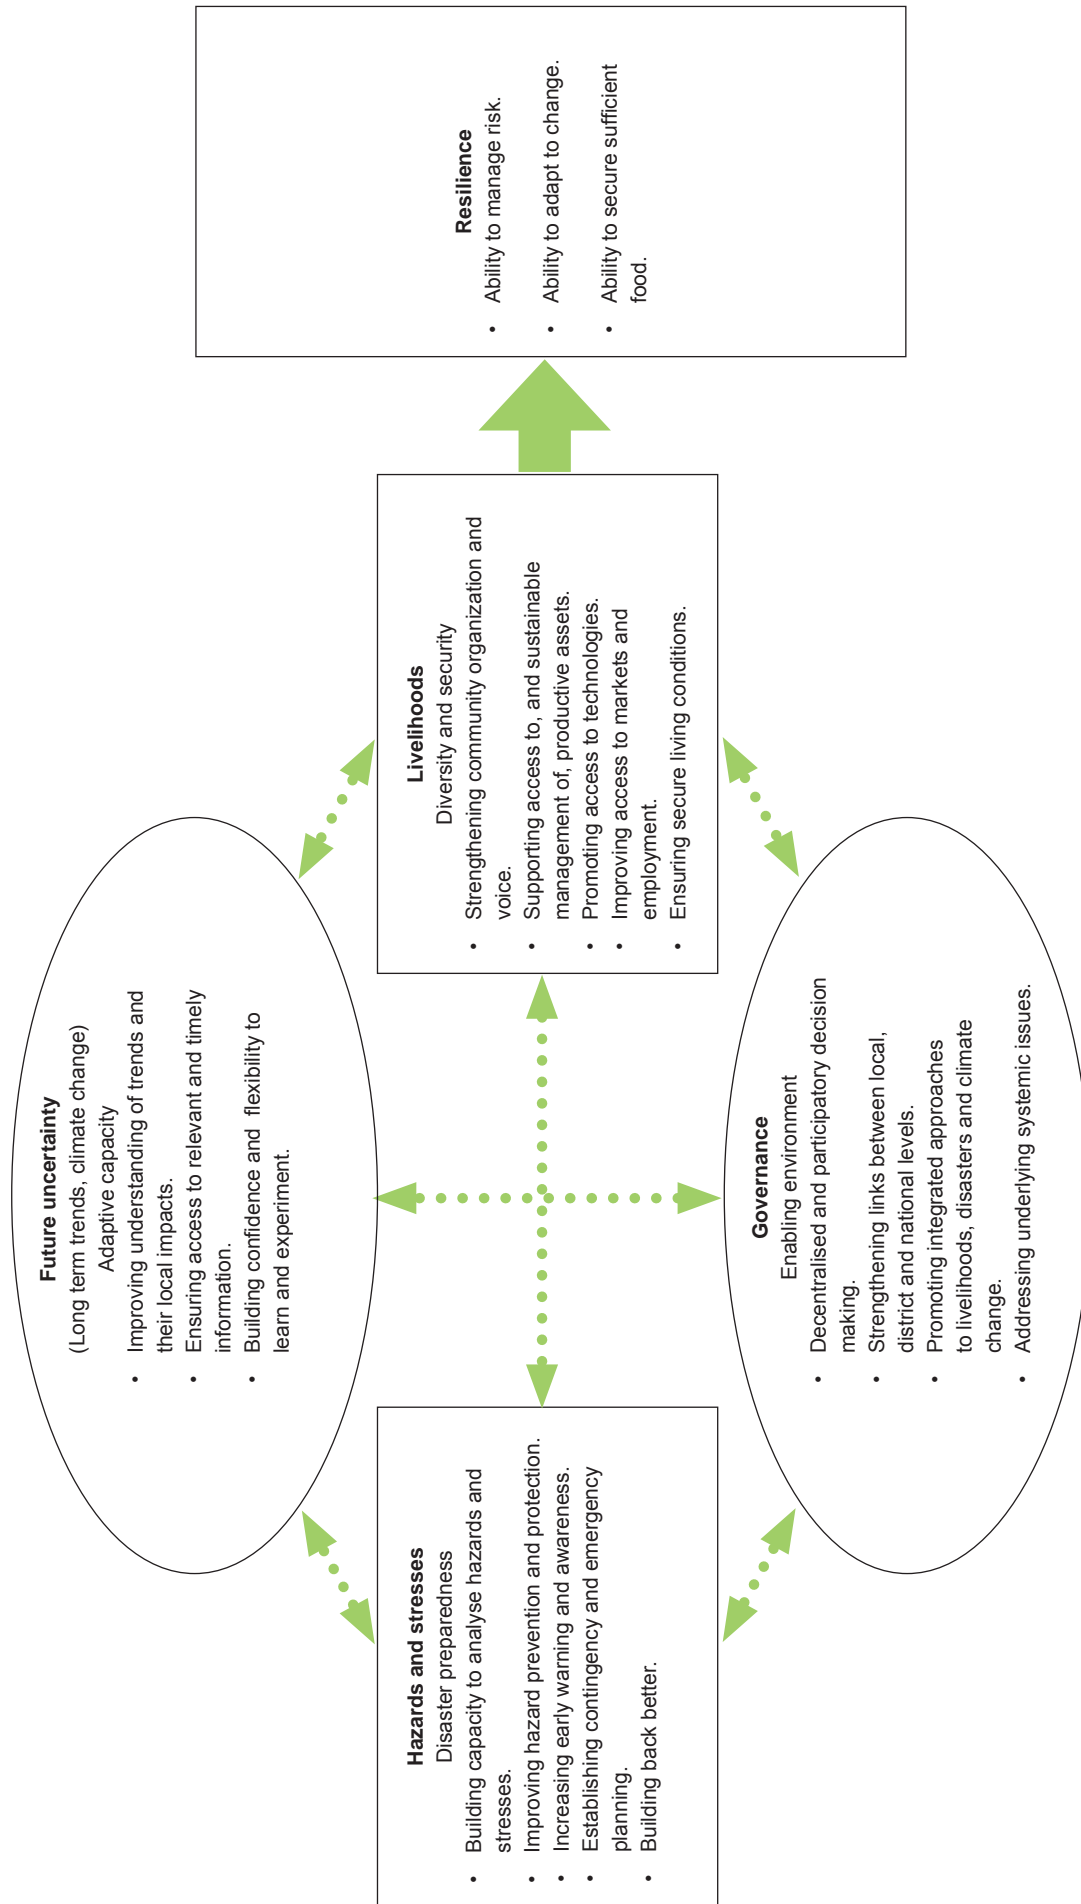 Future uncertainty
(Long term trends, climate change)
Adaptive capacity
• Improving understanding of trends and
their local impacts.
• Ensuring access to relevant and timely
information.
• Building confidence and flexibility to
learn and experiment.
Hazards and stresses
Disaster preparedness
• Building capacity to analyse hazards and
stresses.
• Improving hazard prevention and protection.
• Increasing early warning and awareness.
• Establishing contingency and emergency
planning.
• Building back better.
Livelihoods
Diversity and security
• Strengthening community organization and
voice.
• Supporting access to, and sustainable
management of, productive assets.
• Promoting access to technologies.
• Improving access to markets and
employment.
• Ensuring secure living conditions.
Resilience
• Ability to manage risk.
• Ability to adapt to change.
• Ability to secure sufficient
food.
Governance
Enabling environment
• Decentralised and participatory decision
making.
• Strengthening links between local,
district and national levels.
• Promoting integrated approaches
to livelihoods, disasters and climate
change.
• Addressing underlying systemic issues.